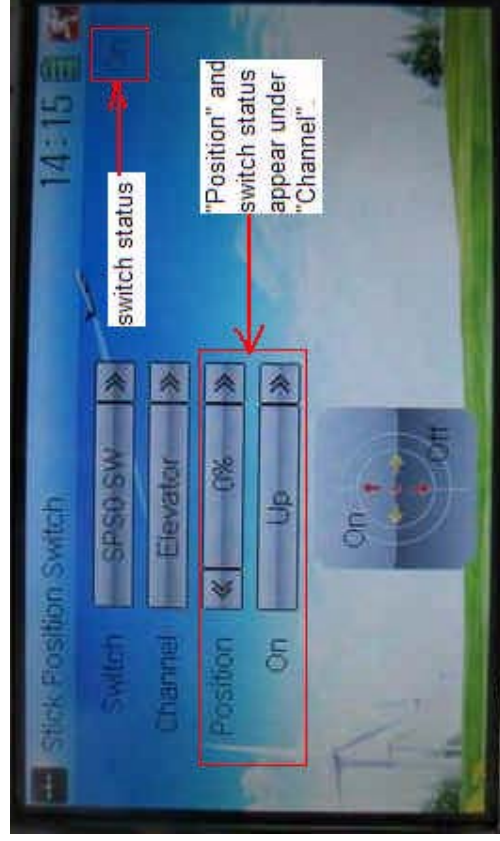 Stick Position Switch
14:15
Switch
SPS0 SW
On
switch status
Channel
Elevator
Position
0%
On
Up
"Position" and
switch status
appear under
"Channel".
On
Off